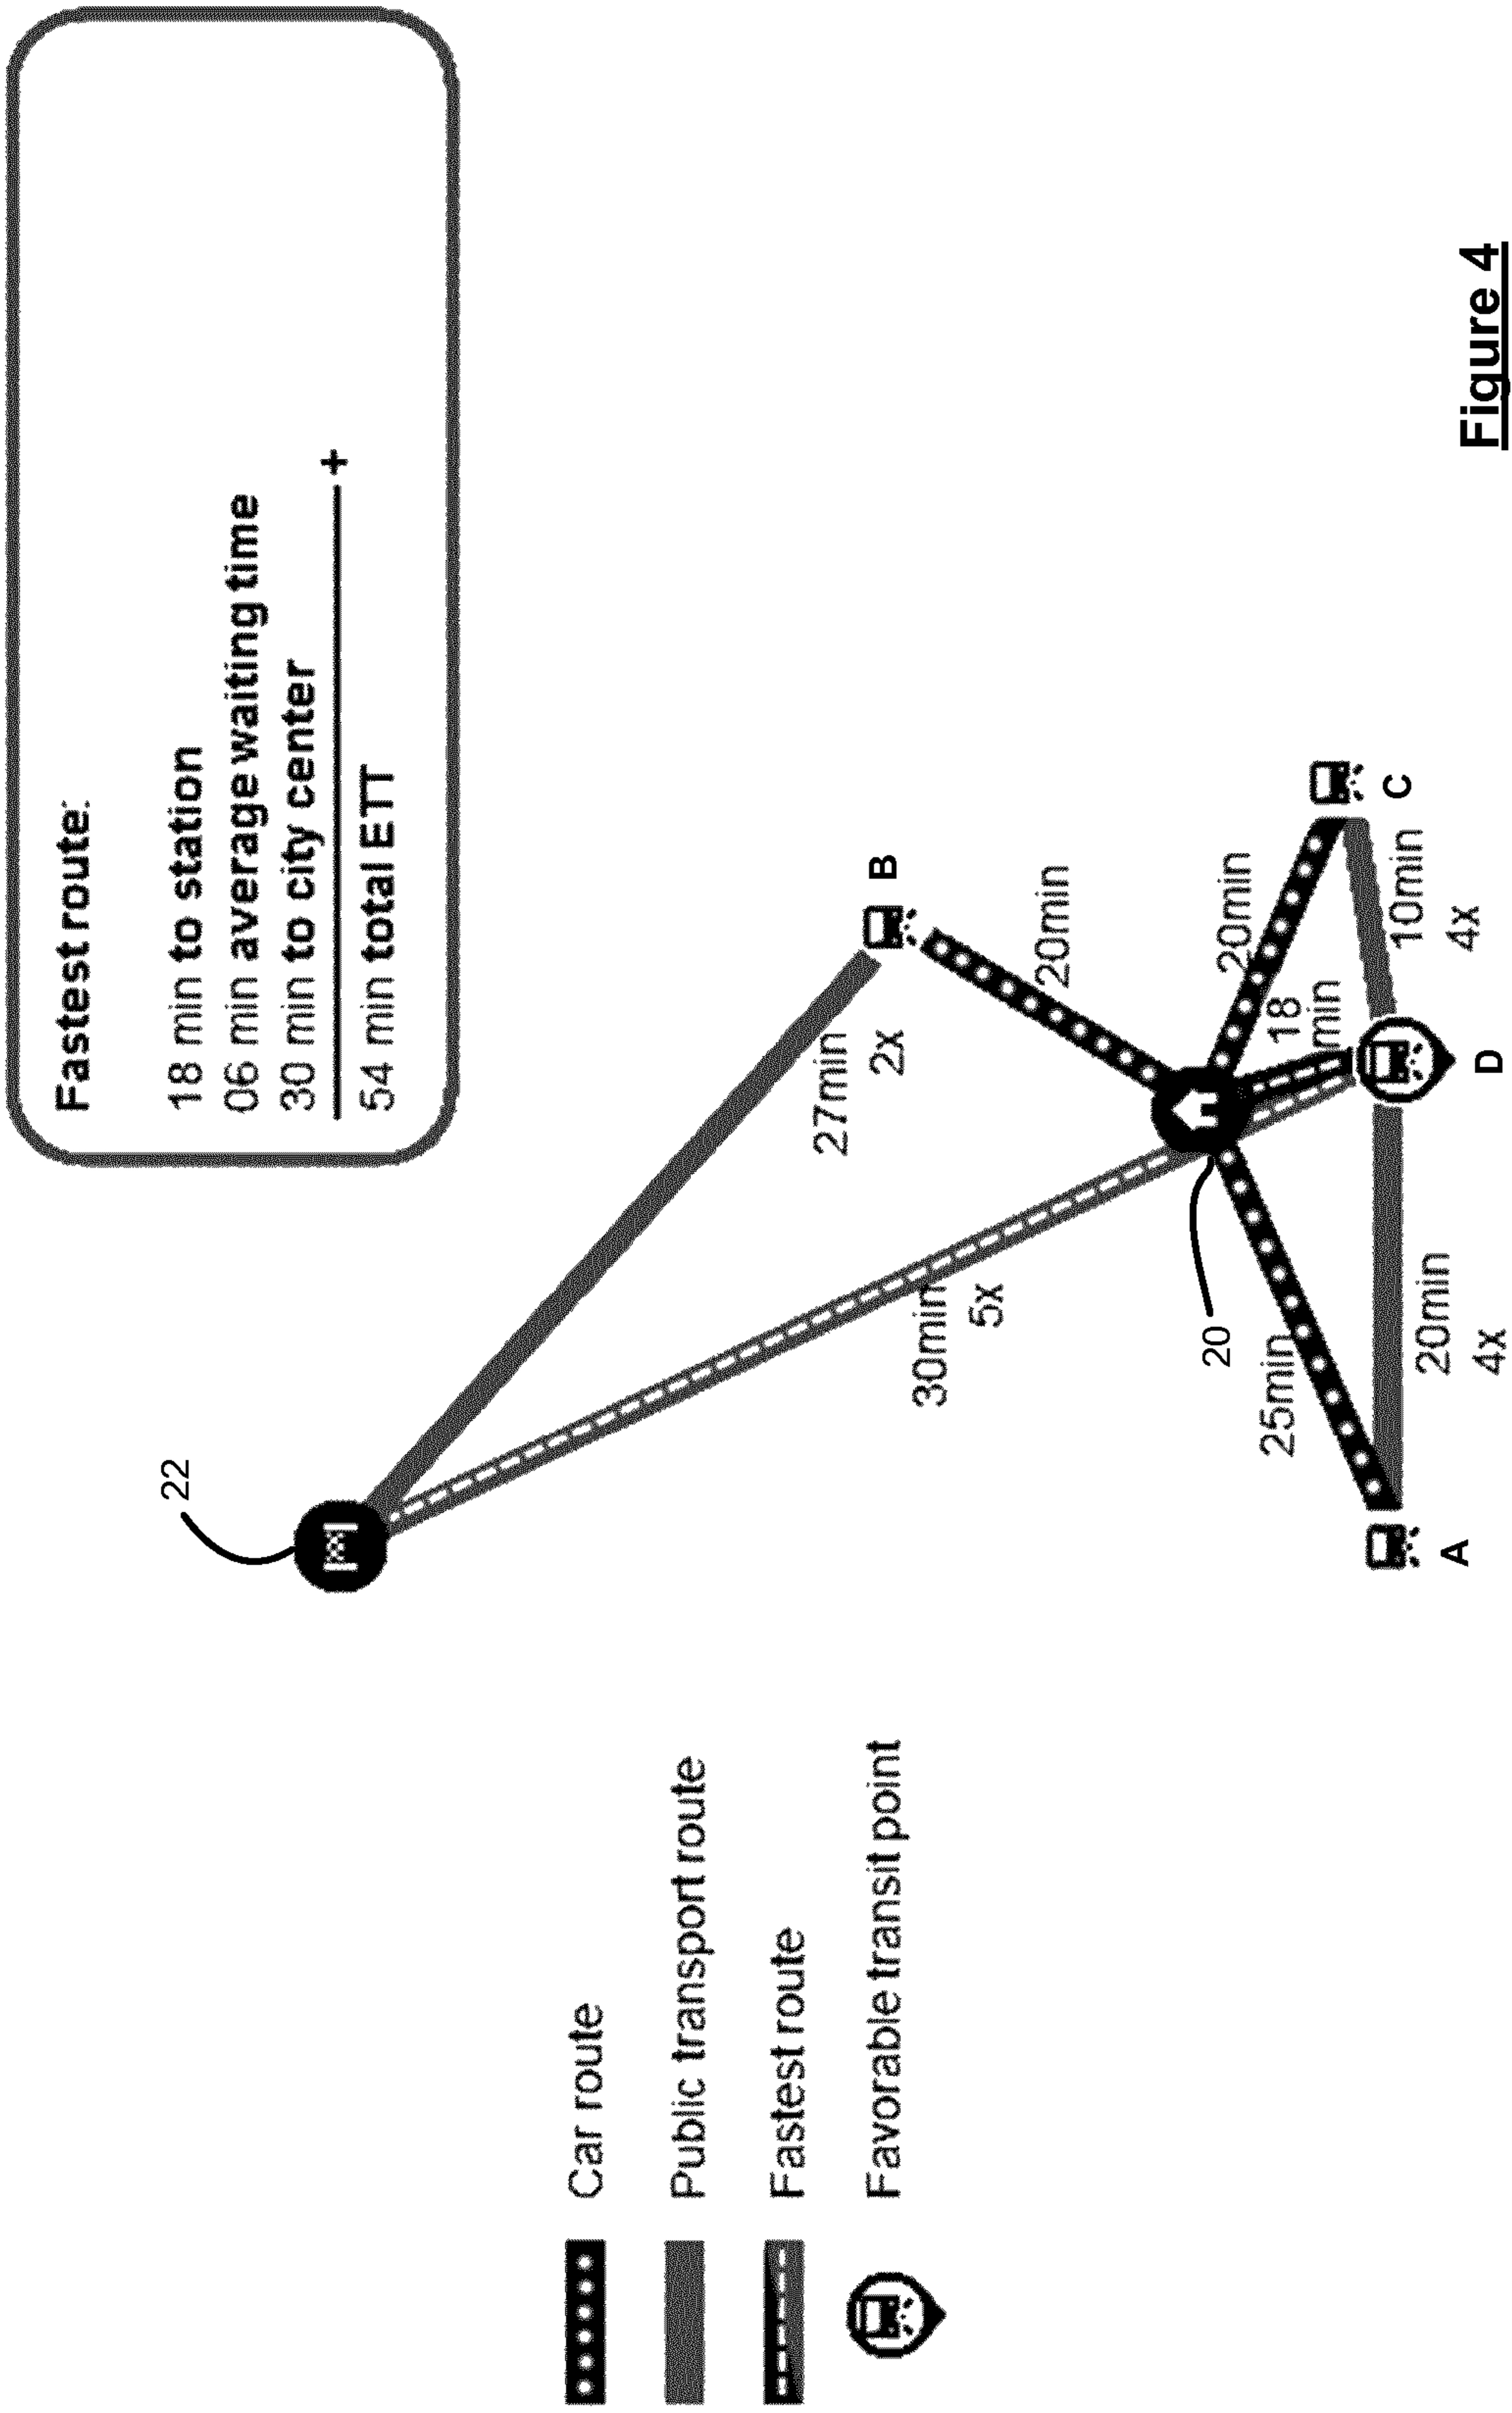 Fastest route:
18 min to station
06 min average waiting time
30 min to city center
+
54 min total ETT
22
27min
2x
B
30min
5x
20min
20
25min
20min
18
min
A
20min
4x
D
10min
4x
C
Car route
Public transport route
Fastest route
Favorable transit point
Figure 4